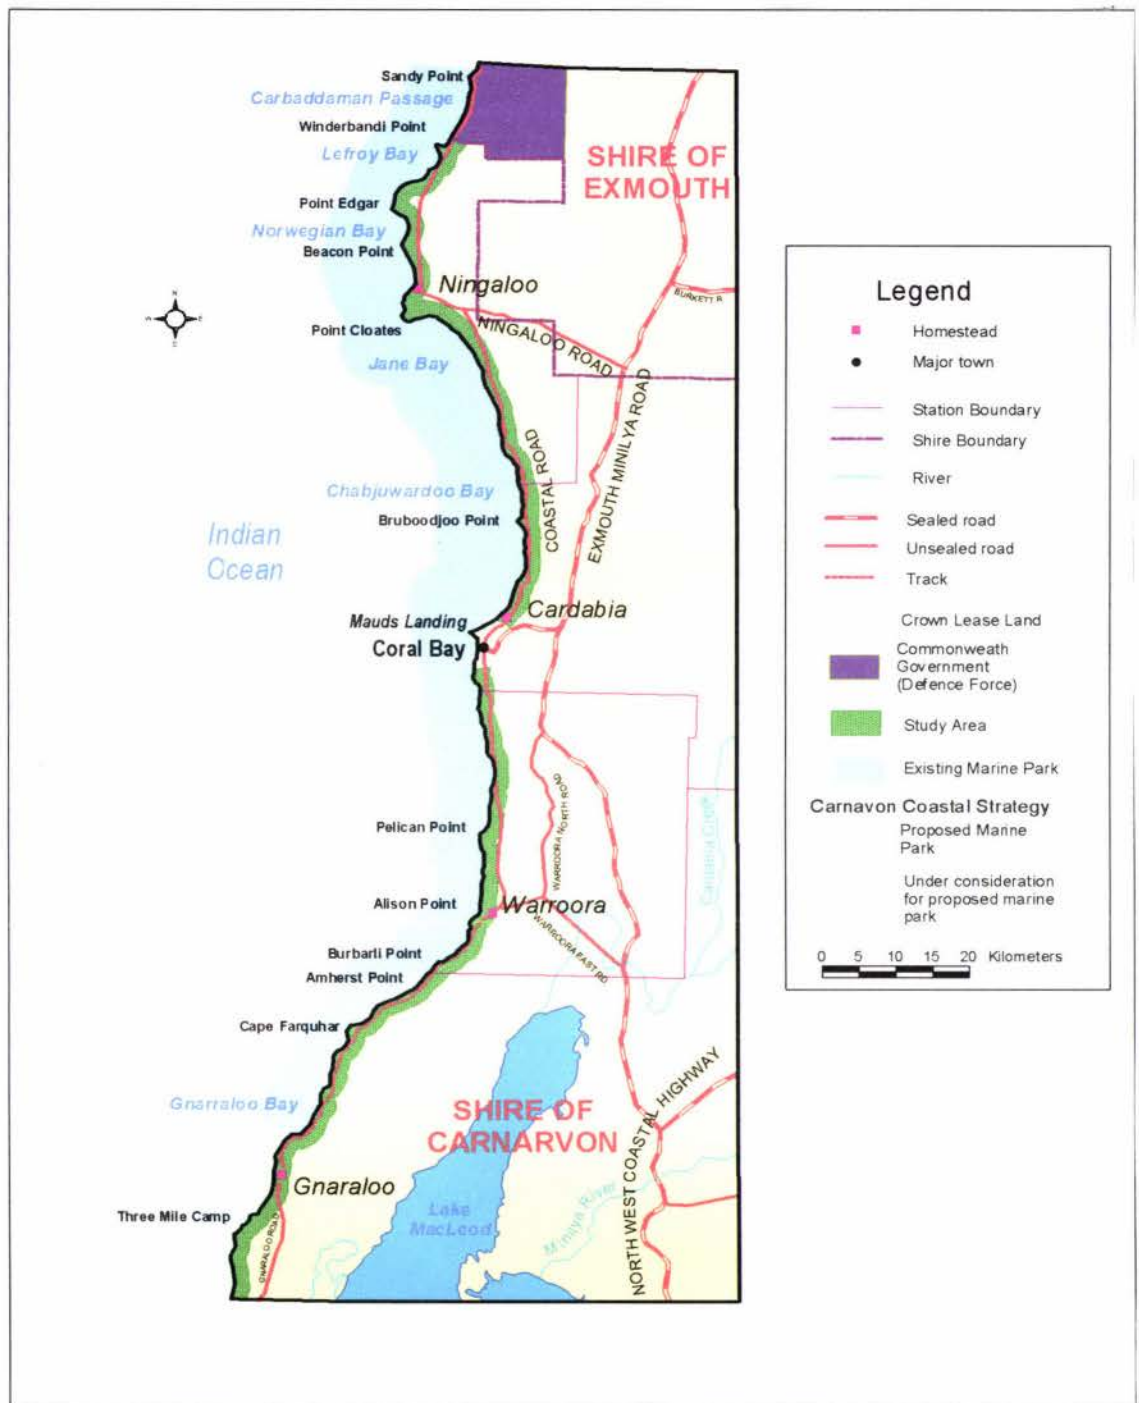 Sandy Point
Carbaddaman Passage
Winderbandi Point
Lefroy Bay
SHIRE OF
EXMOUTH
Point Edgar
Norwegian Bay
Beacon Point
Ningaloo
BURKETT R
Point Cloates
NINGALOO ROAD
Jane Bay
EXMOUTH MINILYA ROAD
COASTAL ROAD
Chabjuwardoo Bay
Bruboodjoo Point
Indian
Ocean
Cardabia
Mauds Landing
Coral Bay
WARROORA NORTH ROAD
Pelican Point
Alison Point
Warroora
WARROORA EAST RD
Burbarli Point
Amherst Point
Cape Farquhar
Gnarraloo Bay
SHIRE OF
CARNARVON
NORTH WEST COASTAL HIGHWAY
Gnaraloo
Three Mile Camp
GNARALOO ROAD
Lake
MacLeod
Minilya River
Legend
Homestead
Major town
Station Boundary
Shire Boundary
River
Sealed road
Unsealed road
Track
Crown Lease Land
Commonweath
Government
(Defence Force)
Study Area
Existing Marine Park
Carnavon Coastal Strategy
Proposed Marine
Park
Under consideration
for proposed marine
park
0 5 10 15 20 Kilometers